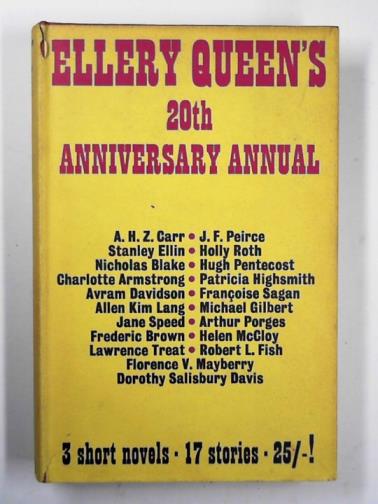 ELLERY QUEEN'S
20th
ANNIVERSARY ANNUAL
A. H. Z. Carr • J. F. Peirce
Stanley Ellin • Holly Roth
Nicholas Blake • Hugh Pentecost
Charlotte Armstrong • Patricia Highsmith
Avram Davidson • Françoise Sagan
Allen Kim Lang • Michael Gilbert
Jane Speed • Arthur Porges
Frederic Brown • Helen McCloy
Lawrence Treat • Robert L. Fish
Florence V. Mayberry
Dorothy Salisbury Davis
3 short novels · 17 stories · 25/-!